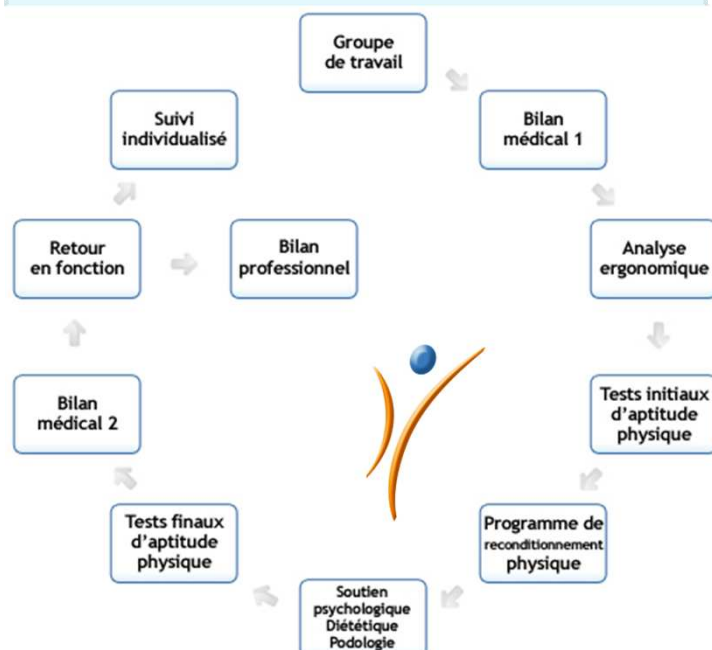 Groupe
de travail
Bilan
médical 1
Analyse
ergonomique
Tests initiaux
d'aptitude
physique
Programme de
reconditionnement
physique
Soutien
psychologique
Diététique
Podologie
Tests finaux
d'aptitude
physique
Bilan
médical 2
Retour
en fonction
Bilan
professionnel
Suivi
individualisé